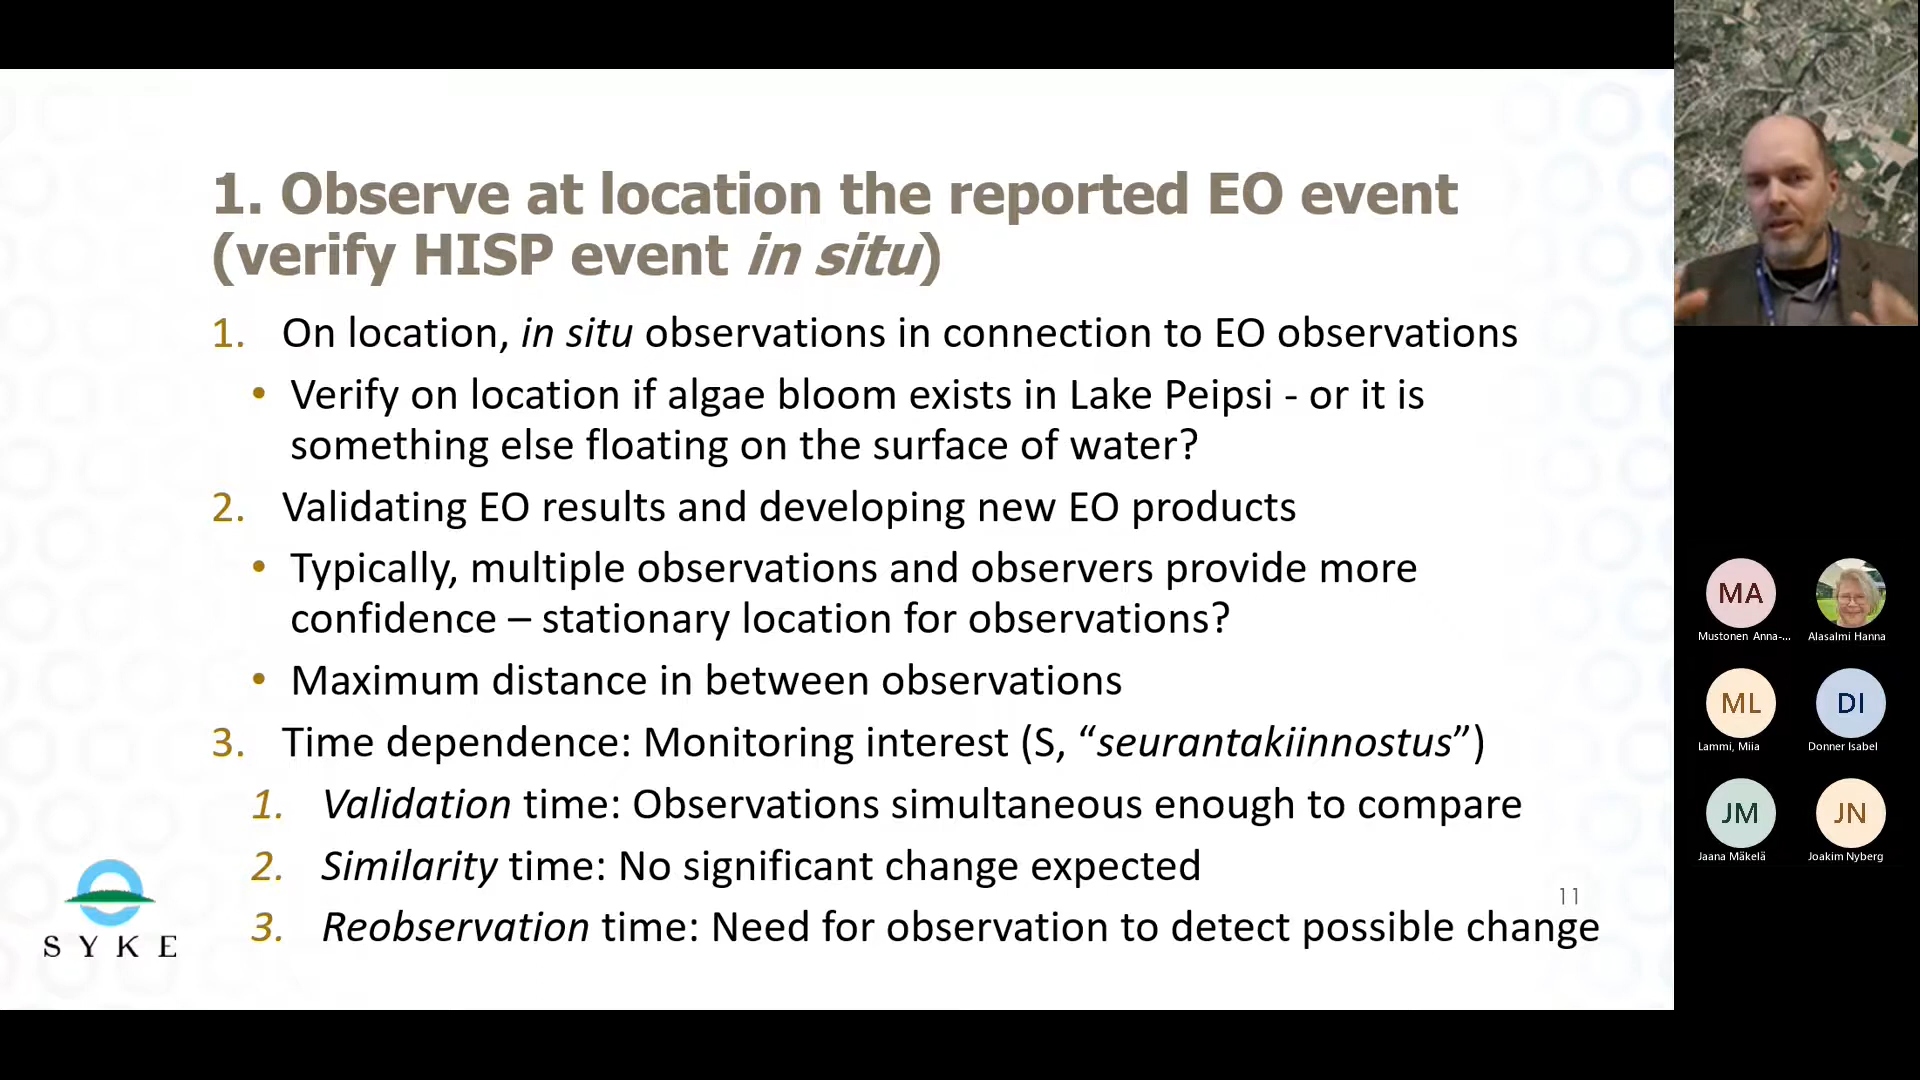 1. Observe at location the reported EO event
(verify HISP event in situ)
1. On location, in situ observations in connection to EO observations
• Verify on location if algae bloom exists in Lake Peipsi - or it is
something else floating on the surface of water?
2. Validating EO results and developing new EO products
• Typically, multiple observations and observers provide more
confidence – stationary location for observations?
• Maximum distance in between observations
3. Time dependence: Monitoring interest (S, “seurantakiinnostus”)
1. Validation time: Observations simultaneous enough to compare
2. Similarity time: No significant change expected
3. Reobservation time: Need for observation to detect possible change
11
SYKE
MA
Mustonen Anna-...
Alasalmi Hanna
ML
Lammi, Miia
DI
Donner Isabel
JM
Jaana Mäkelä
JN
Joakim Nyberg